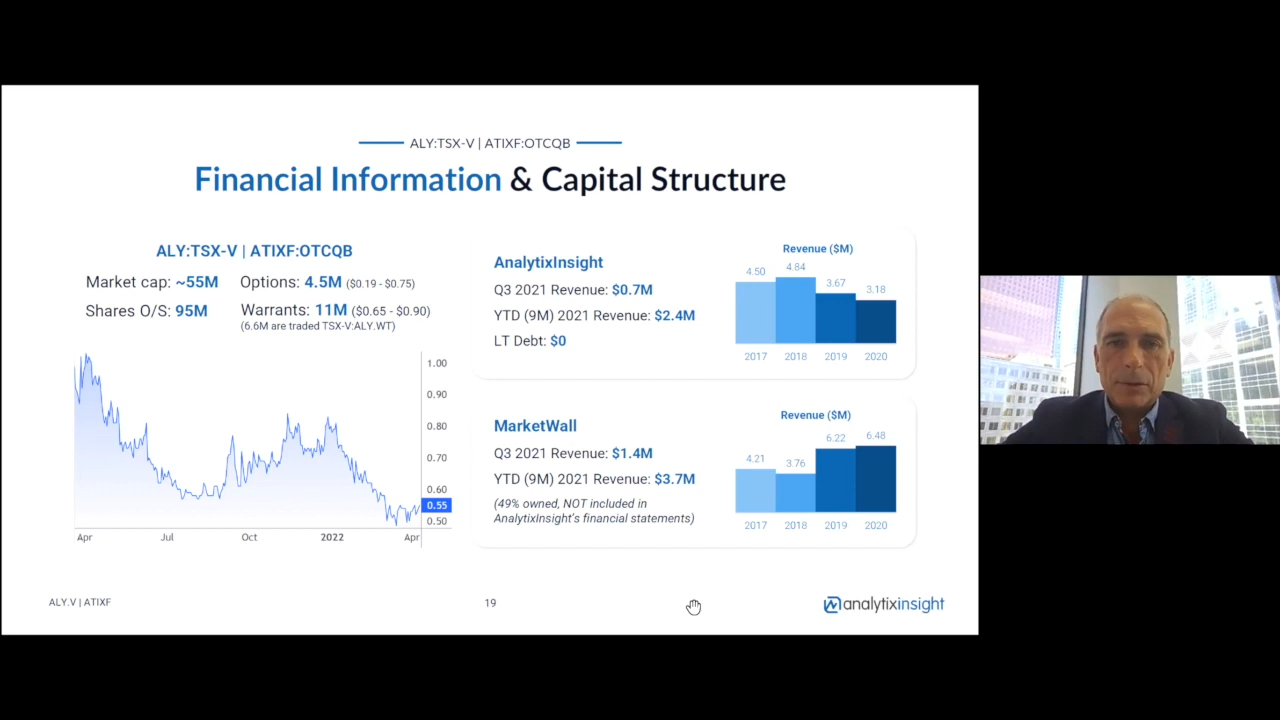 ALY:TSX-V | ATIXF:OTCQB
Financial Information & Capital Structure
ALY:TSX-V | ATIXF:OTCQB
Market cap: ~55M
Options: 4.5M ($0.19 - $0.75)
Shares O/S: 95M
Warrants: 11M ($0.65 - $0.90)
(6.6M are traded TSX-V:ALY.WT)
1.00
0.90
0.80
0.70
0.60
0.55
0.50
Apr
Jul
Oct
2022
Apr
AnalytixInsight
Q3 2021 Revenue: $0.7M
YTD (9M) 2021 Revenue: $2.4M
LT Debt: $0
Revenue ($M)
4.50
4.84
3.67
3.18
2017
2018
2019
2020
MarketWall
Q3 2021 Revenue: $1.4M
YTD (9M) 2021 Revenue: $3.7M
(49% owned, NOT included in
AnalytixInsight's financial statements)
Revenue ($M)
4.21
3.76
6.22
6.48
2017
2018
2019
2020
ALY.V | ATIXF
19
analytixinsight